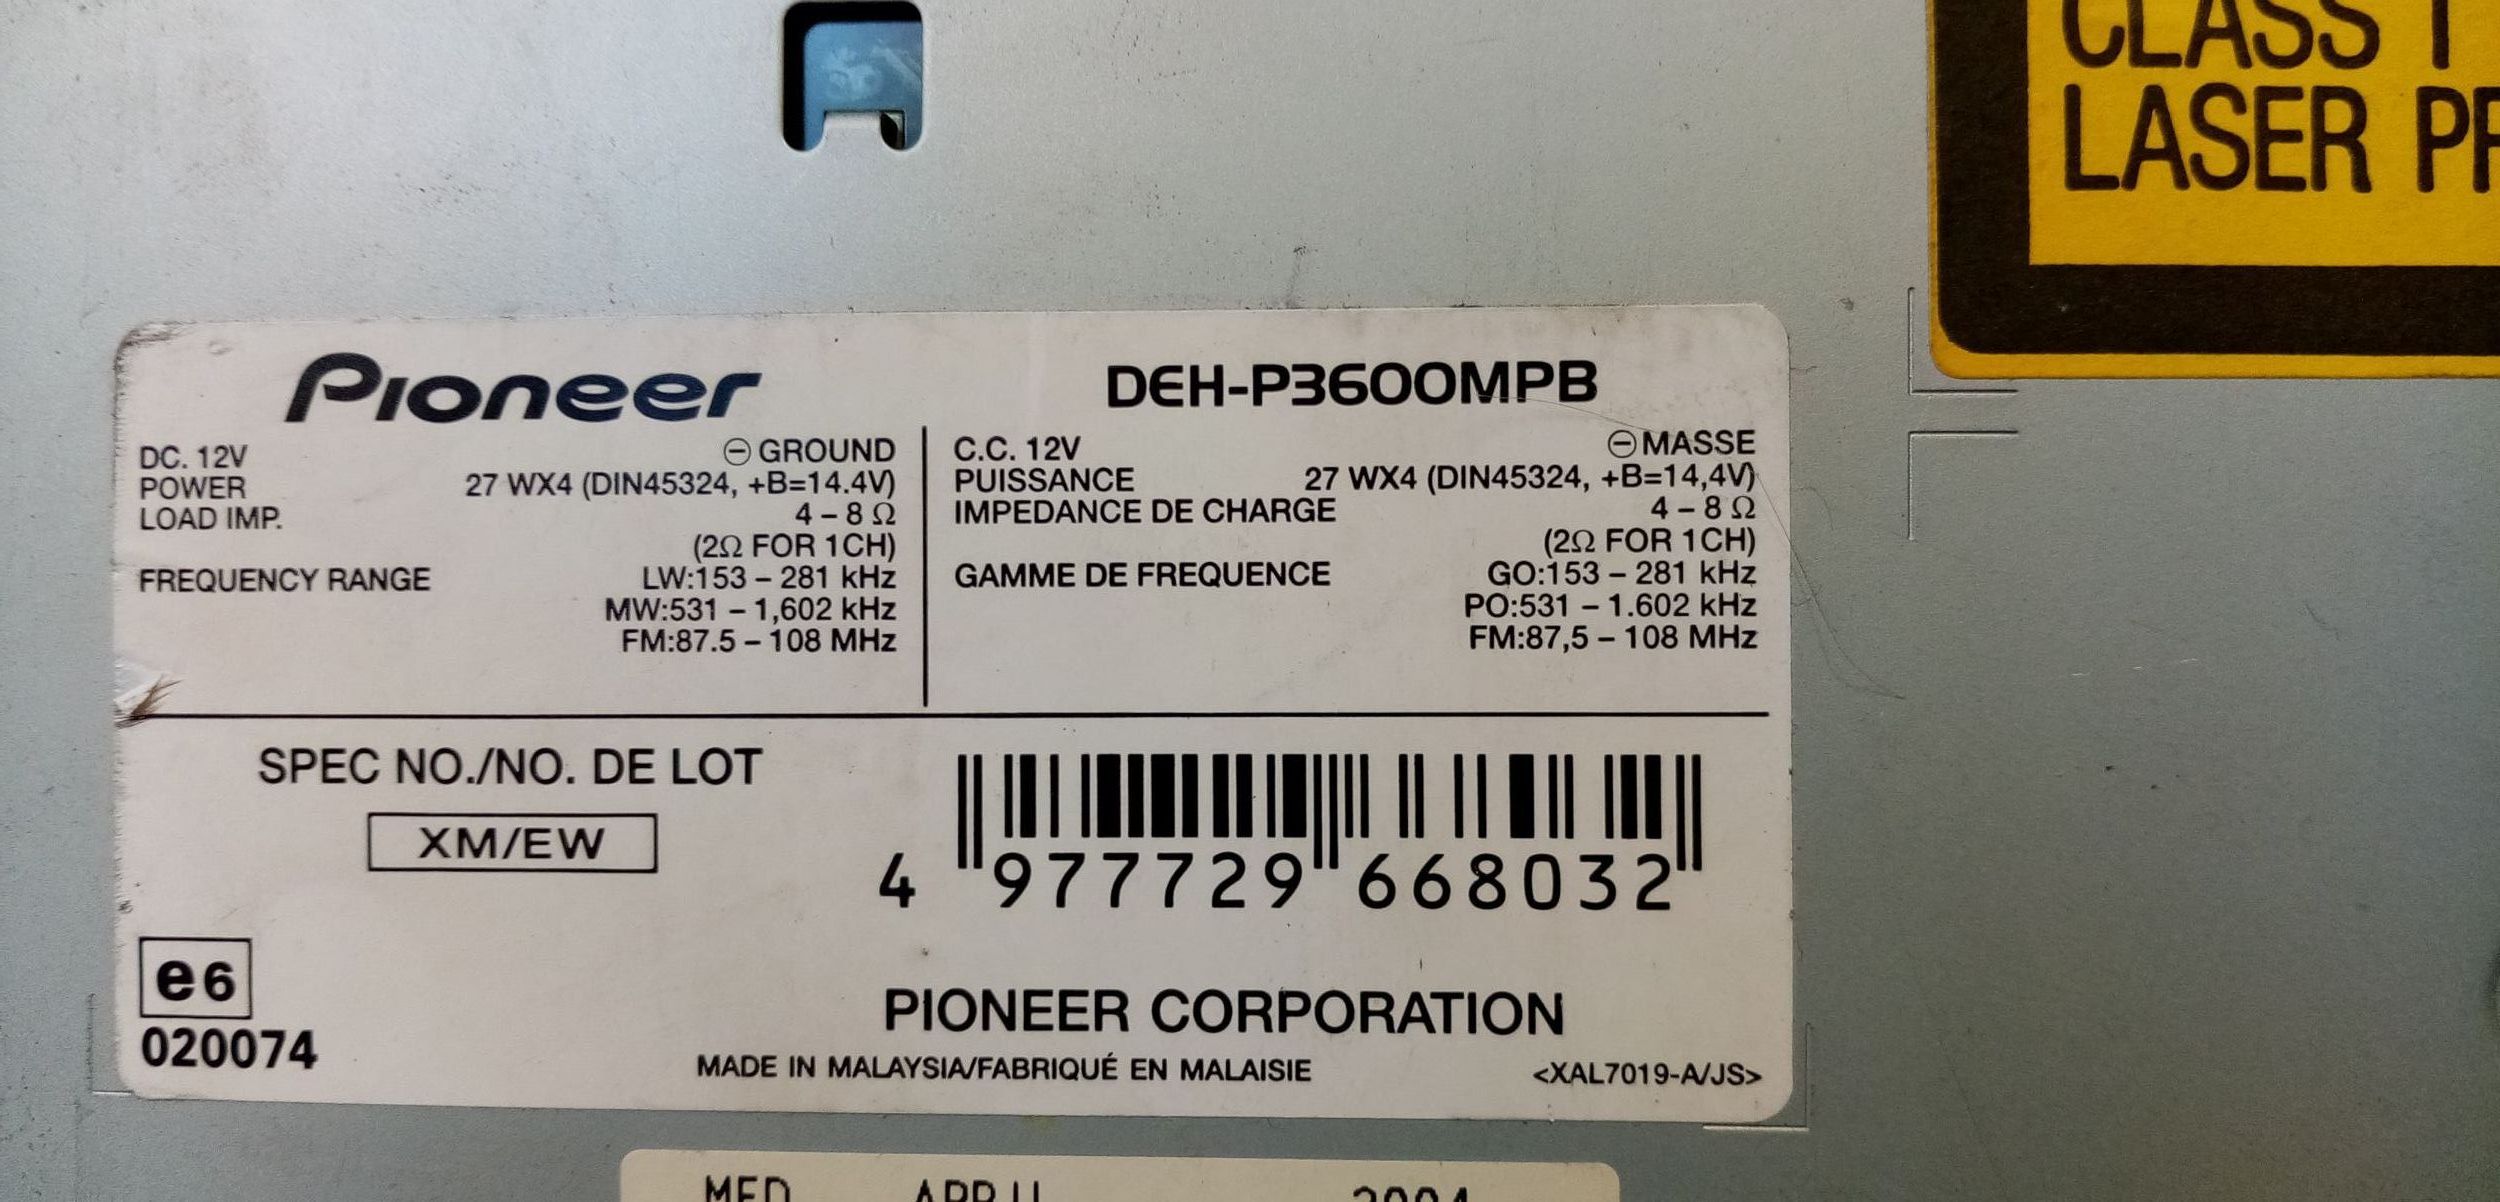 CLASS 1
LASER
Pioneer
DEH-P3600MPB
DC. 12V ⊖ GROUND
POWER 27 WX4 (DIN45324, +B=14.4V)
LOAD IMP. 4 – 8 Ω
(2Ω FOR 1CH)
FREQUENCY RANGE LW:153 – 281 kHz
MW:531 – 1,602 kHz
FM:87.5 – 108 MHz
C.C. 12V ⊖ MASSE
PUISSANCE 27 WX4 (DIN45324, +B=14,4V)
IMPEDANCE DE CHARGE 4 – 8 Ω
(2Ω FOR 1CH)
GAMME DE FREQUENCE GO:153 – 281 kHz
PO:531 – 1.602 kHz
FM:87,5 – 108 MHz
SPEC NO./NO. DE LOT
XM/EW
4 977729 668032
e6
020074
PIONEER CORPORATION
MADE IN MALAYSIA/FABRIQUÉ EN MALAISIE
<XAL7019-A/JS>